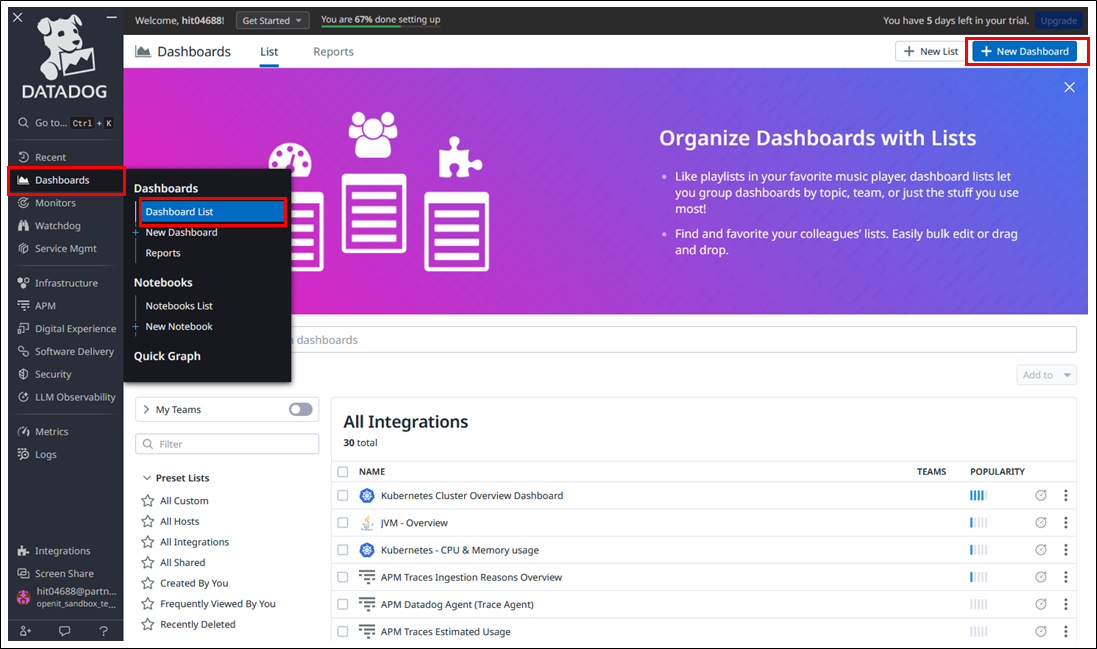 Welcome, hit04688!
Get Started
You are 67% done setting up
You have 5 days left in your trial.
Upgrade
DATADOG
Go to... Ctrl + K
Recent
Dashboards
Monitors
Watchdog
Service Mgmt
Infrastructure
APM
Digital Experience
Software Delivery
Security
LLM Observability
Metrics
Logs
Integrations
Screen Share
hit04688@partn...
openit_sandbox_te...
Dashboards
List
Reports
New List
New Dashboard
Organize Dashboards with Lists
Like playlists in your favorite music player, dashboard lists let
you group dashboards by topic, team, or just the stuff you use
most!
Find and favorite your colleagues' lists. Easily bulk edit or drag
and drop.
Dashboards
Dashboard List
New Dashboard
Reports
Notebooks
Notebooks List
New Notebook
Quick Graph
dashboards
Add to
My Teams
Filter
Preset Lists
All Custom
All Hosts
All Integrations
All Shared
Created By You
Frequently Viewed By You
Recently Deleted
All Integrations
30 total
NAME TEAMS POPULARITY
Kubernetes Cluster Overview Dashboard
JVM - Overview
Kubernetes - CPU & Memory usage
APM Traces Ingestion Reasons Overview
APM Datadog Agent (Trace Agent)
APM Traces Estimated Usage